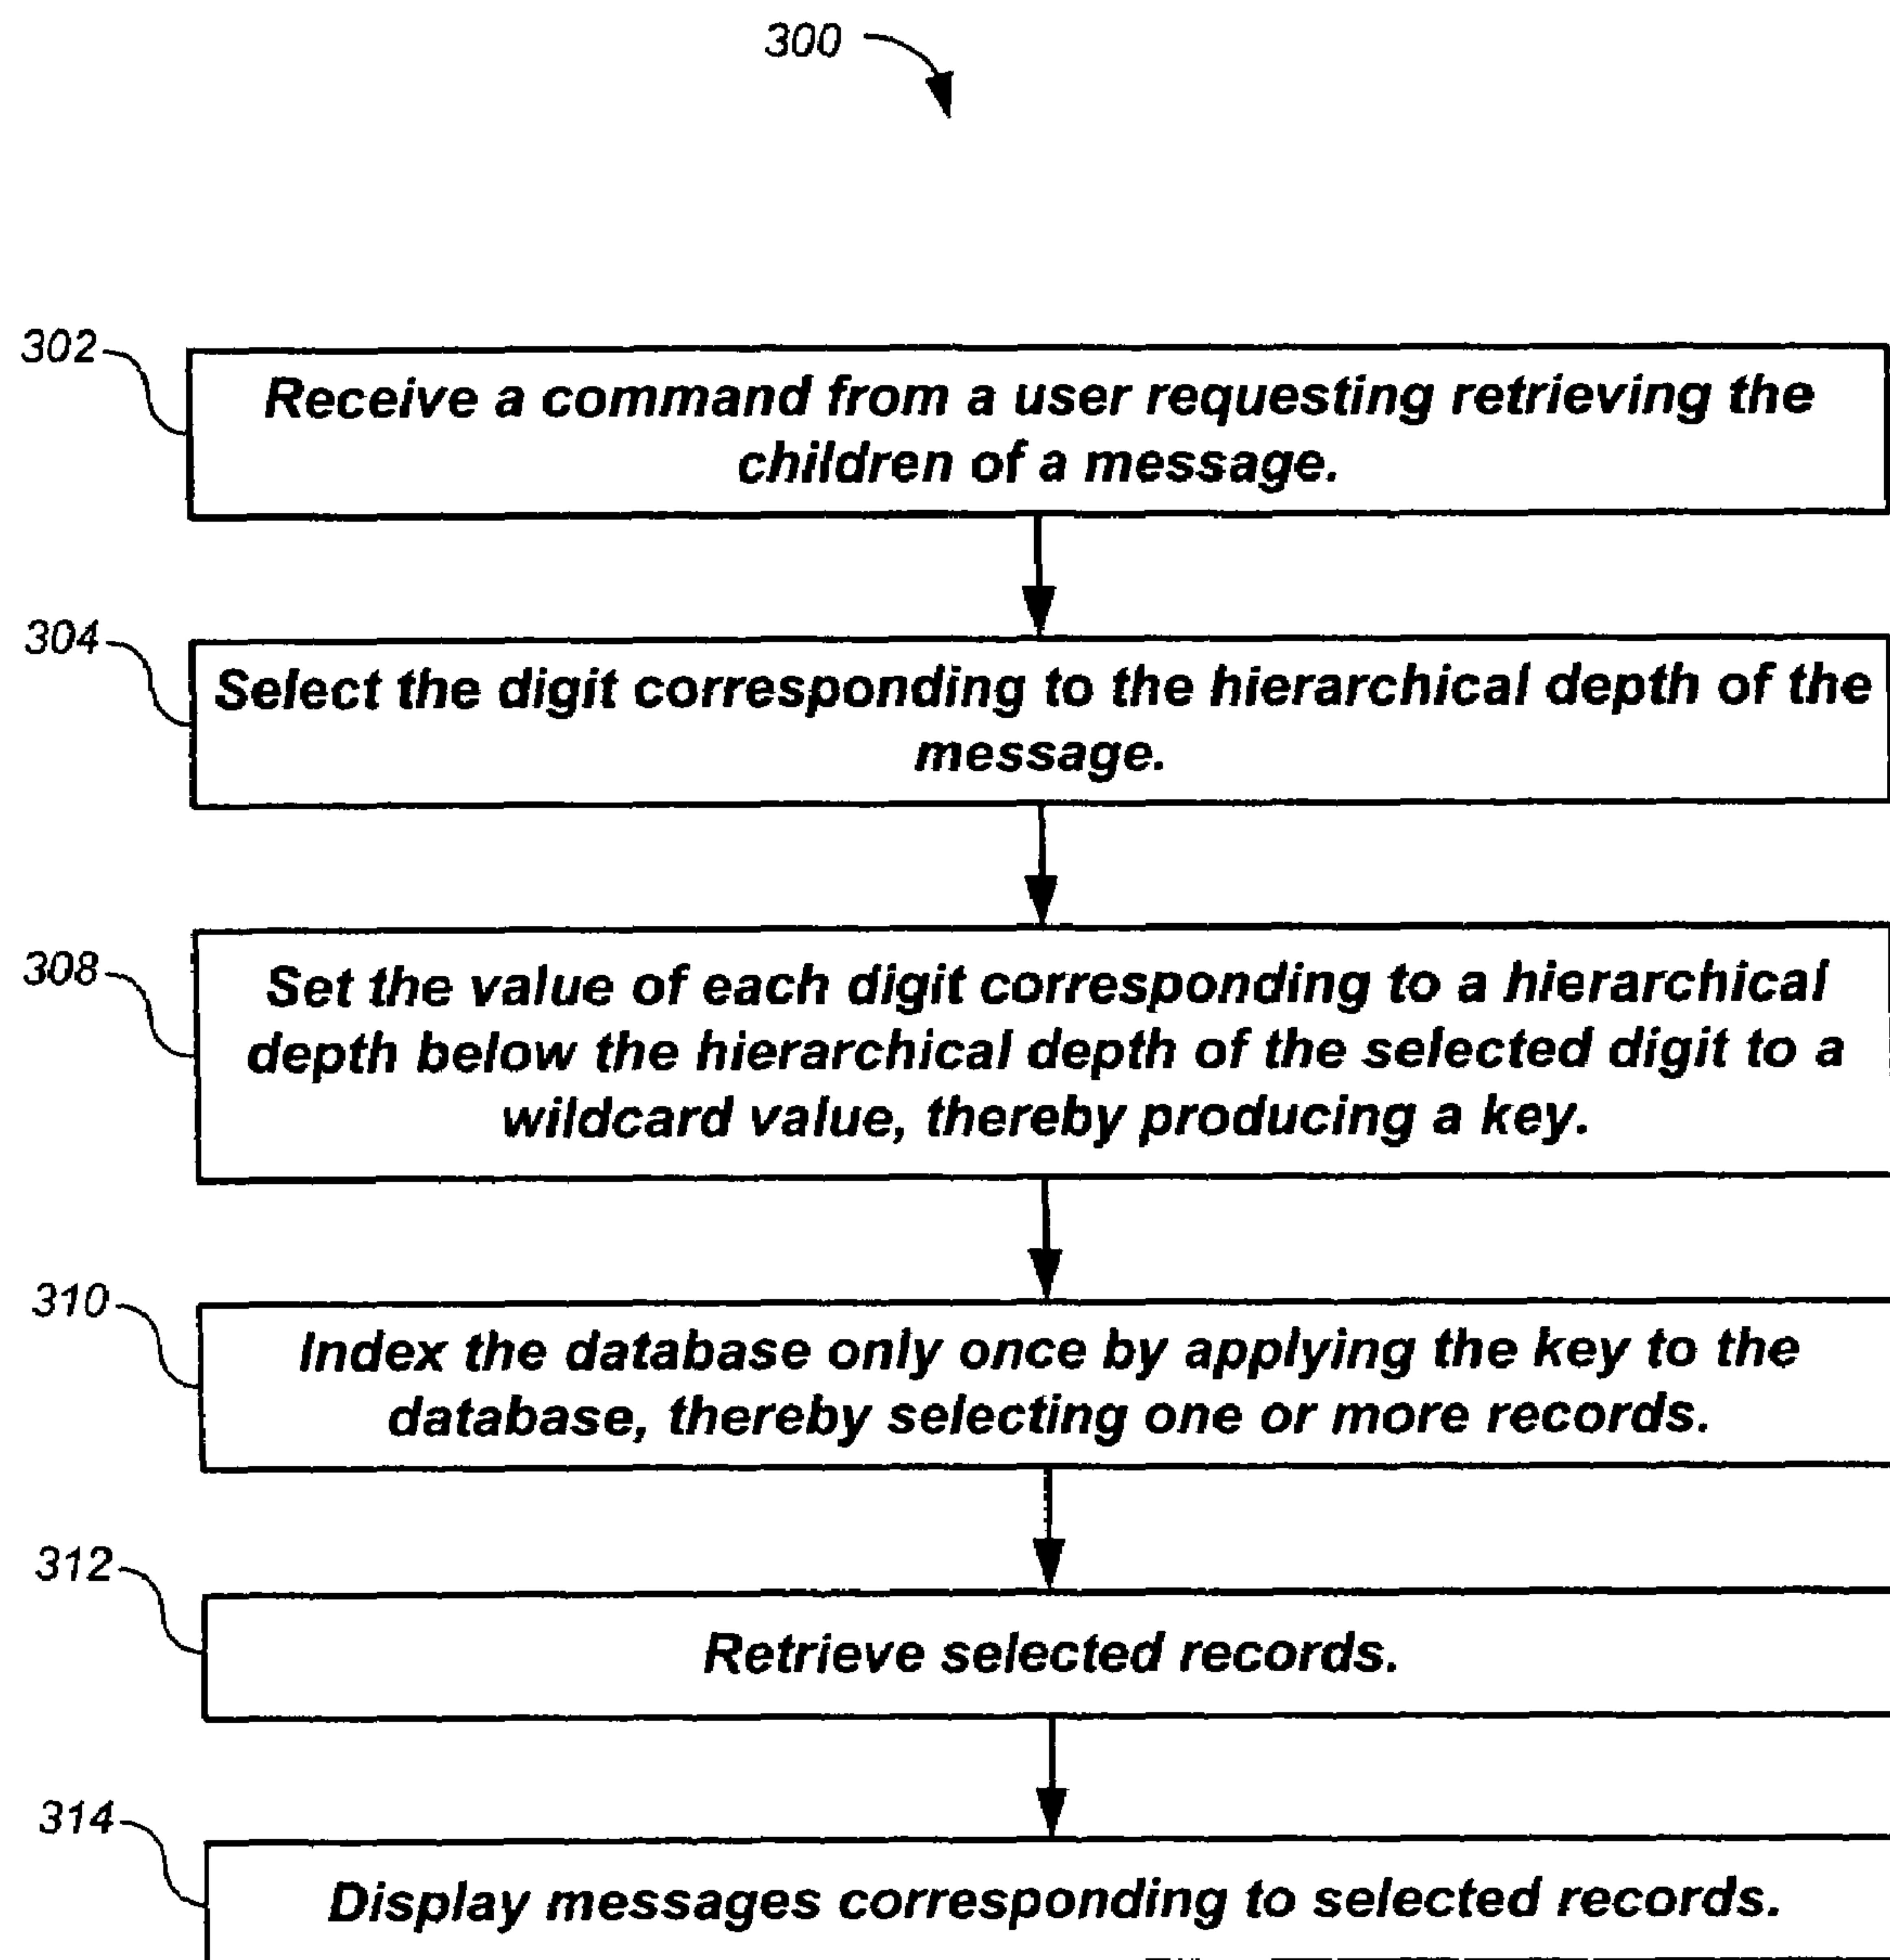 300
302
Receive a command from a user requesting retrieving the
children of a message.
304
Select the digit corresponding to the hierarchical depth of the
message.
308
Set the value of each digit corresponding to a hierarchical
depth below the hierarchical depth of the selected digit to a
wildcard value, thereby producing a key.
310
Index the database only once by applying the key to the
database, thereby selecting one or more records.
312
Retrieve selected records.
314
Display messages corresponding to selected records.